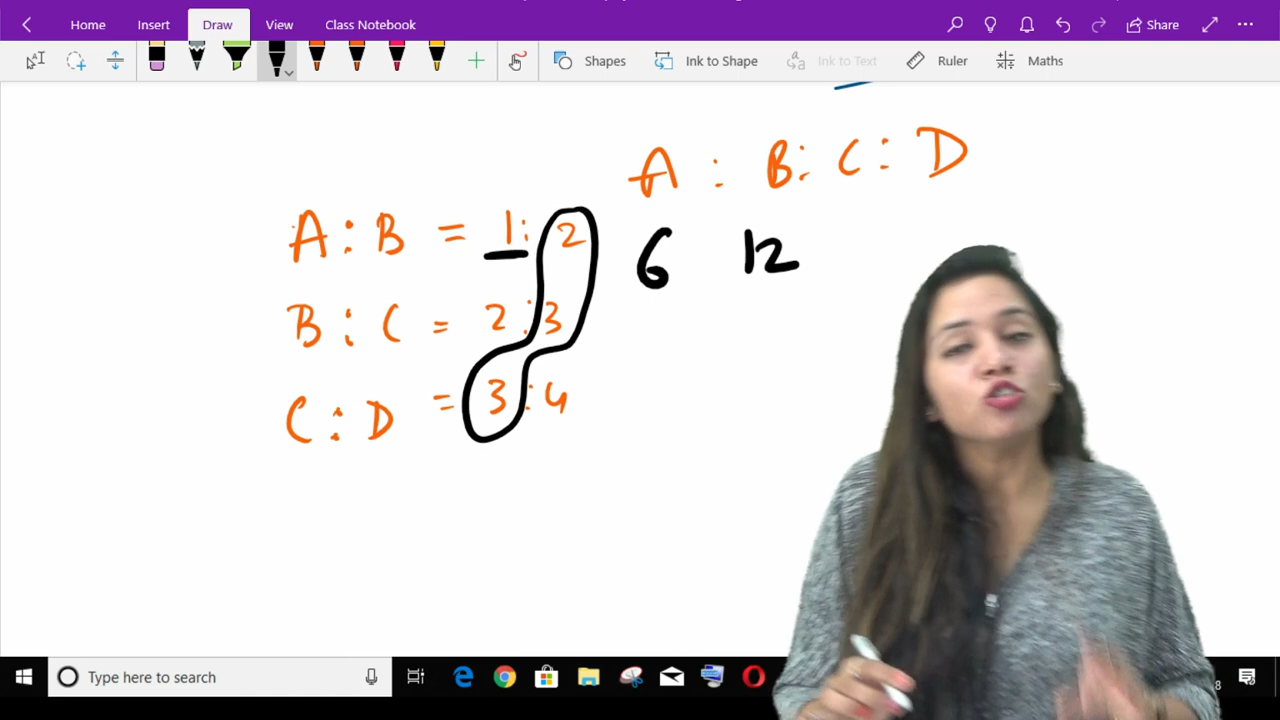 Home Insert Draw View Class Notebook Share
Shapes Ink to Shape Ink to Text Ruler Maths
A : B : C : D
A : B = 1 : 2
6 12
B : C = 2 : 3
C : D = 3 : 4
Type here to search
8